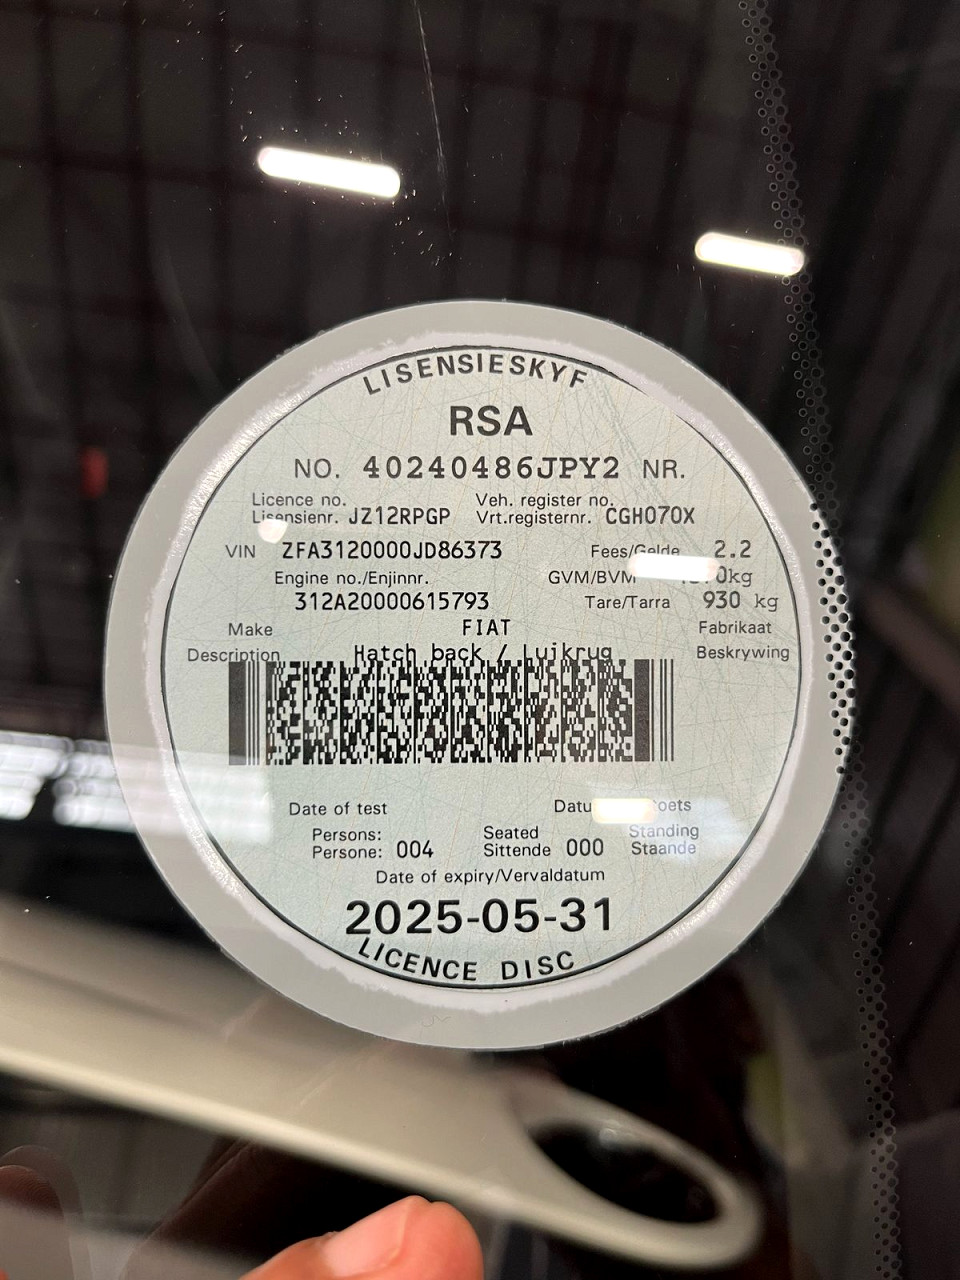 LISENSIESKYF
RSA
NO. 40240486JPY2 NR.
Licence no. Veh. register no.
Lisensienr. JZ12RPGP Vrt.registernr. CGH070X
VIN ZFA3120000JD86373 Fees/Gelde 2.2
Engine no./Enjinnr. GVM/BVM
312A20000615793 Tare/Tarra 930 kg
Make FIAT Fabrikaat
Description Hatch back / Luikrug Beskrywing
Date of test
Persons: Seated Standing
Persone: 004 Sittende 000 Staande
Date of expiry/Vervaldatum
2025-05-31
LICENCE DISC